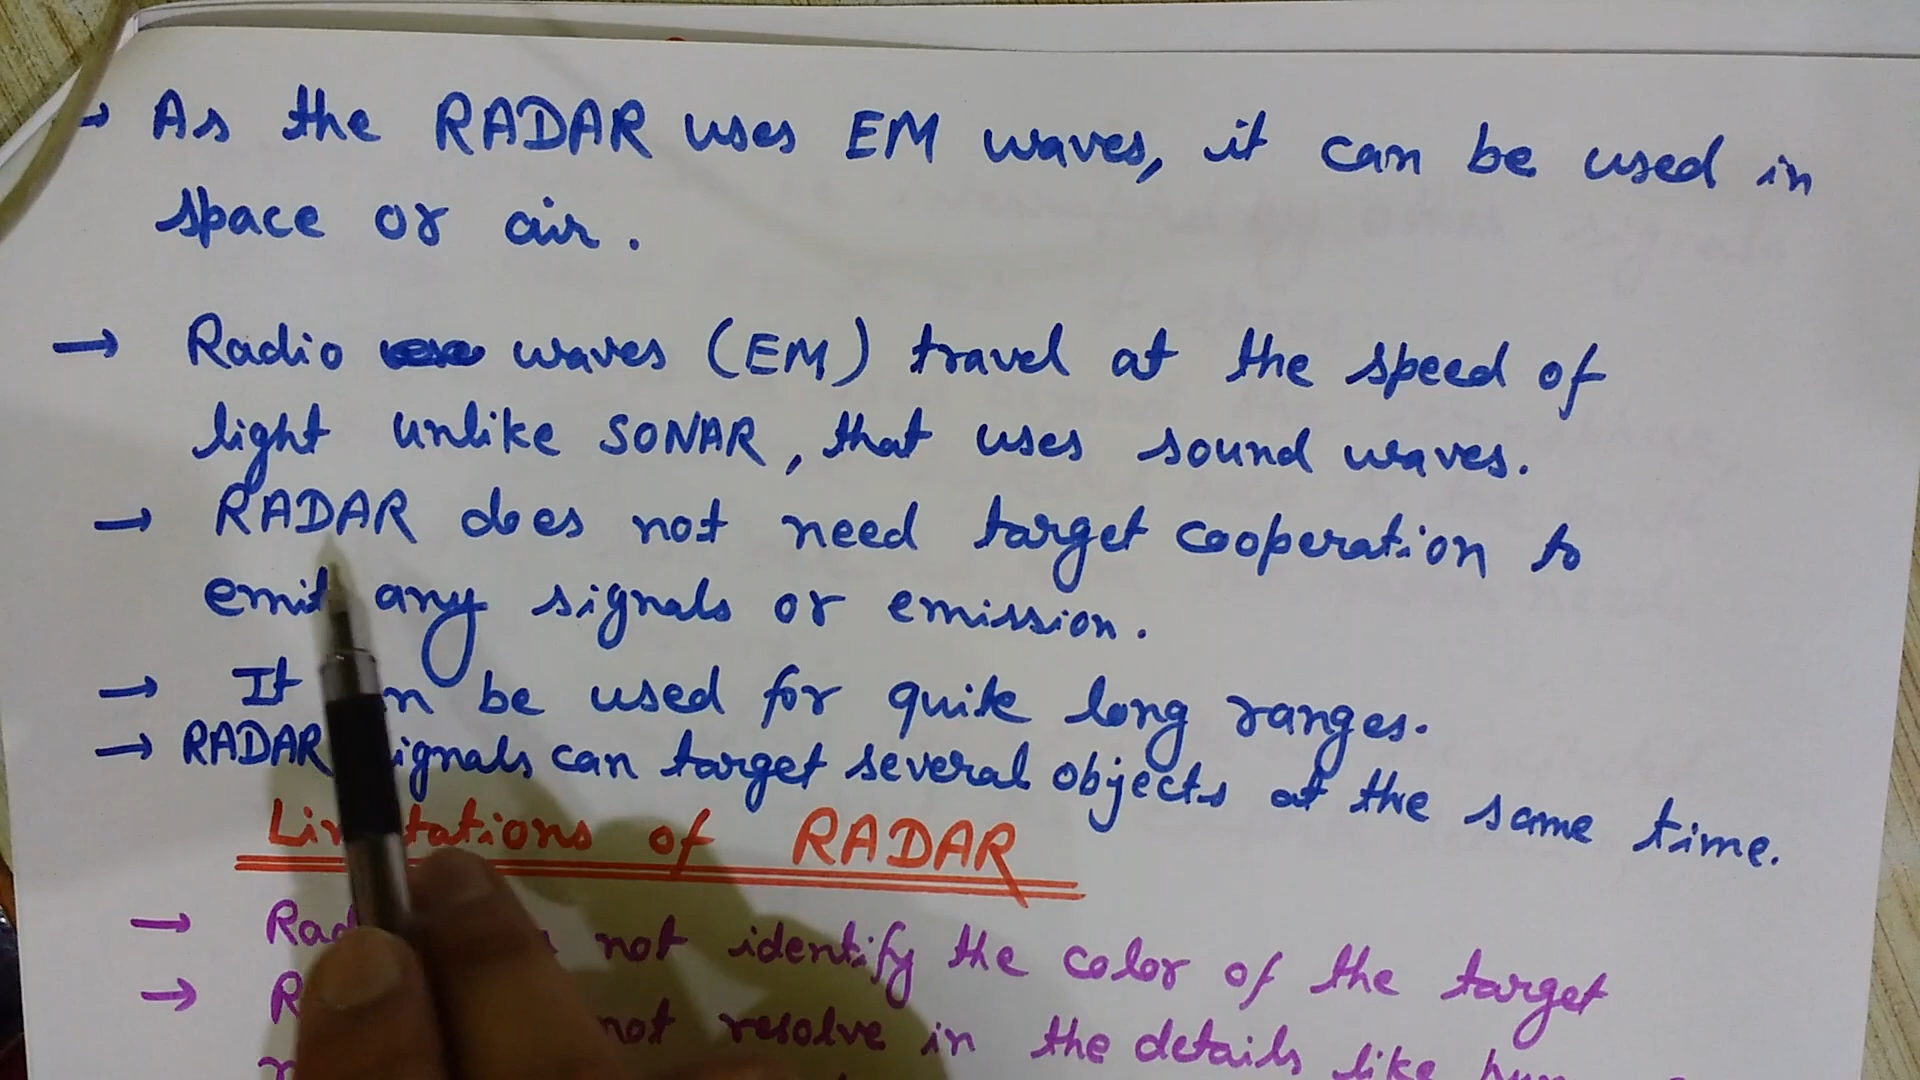 → As the RADAR uses EM waves, it can be used in
space or air.
→ Radio waves (EM) travel at the speed of
light unlike SONAR, that uses sound waves.
→ RADAR does not need target cooperation to
emit any signals or emission.
→ It be used for quite long ranges.
→ RADAR signals can target several objects at the same time.
Limitations of RADAR
→ not identify the color of the target
→ not resolve in the details like